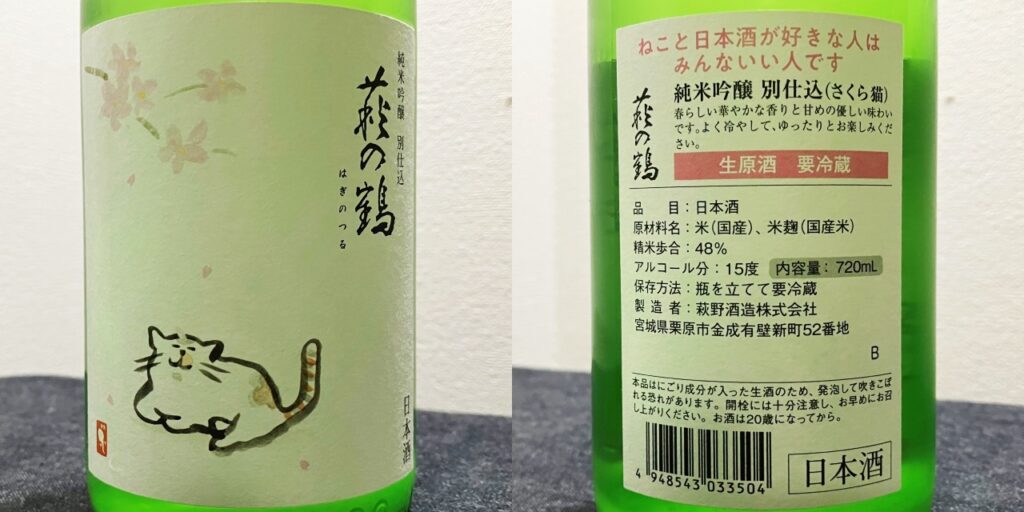 純米吟醸 別仕込
萩の鶴
はぎのつる
日本酒
ねこと日本酒が好きな人は
みんないい人です
純米吟醸 別仕込(さくら猫)
春らしい華やかな香りと甘めの優しい味わい
です。よく冷やして、ゆったりとお楽しみくだ
さい。
萩の鶴
生原酒 要冷蔵
品 目:日本酒
原材料名:米(国産)、米麹(国産米)
精米歩合:48%
アルコール分:15度 内容量:720mL
保存方法:瓶を立てて要冷蔵
製造者:萩野酒造株式会社
宮城県栗原市金成有壁新町52番地
B
本品はにごり成分が入った生酒のため、発泡して吹きこぼ
れる恐れがあります。開栓には十分注意し、お早めにお召
し上がりください。お酒は20歳になってから。
4 948543 033504
日本酒